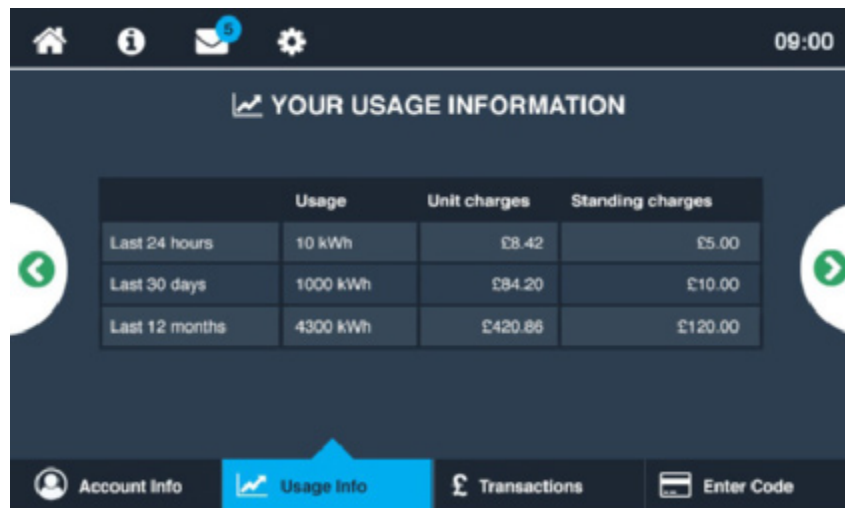 5
09:00
YOUR USAGE INFORMATION
Usage Unit charges Standing charges
Last 24 hours 10 kWh £8.42 £5.00
Last 30 days 1000 kWh £84.20 £10.00
Last 12 months 4300 kWh £420.86 £120.00
Account Info Usage Info £ Transactions Enter Code